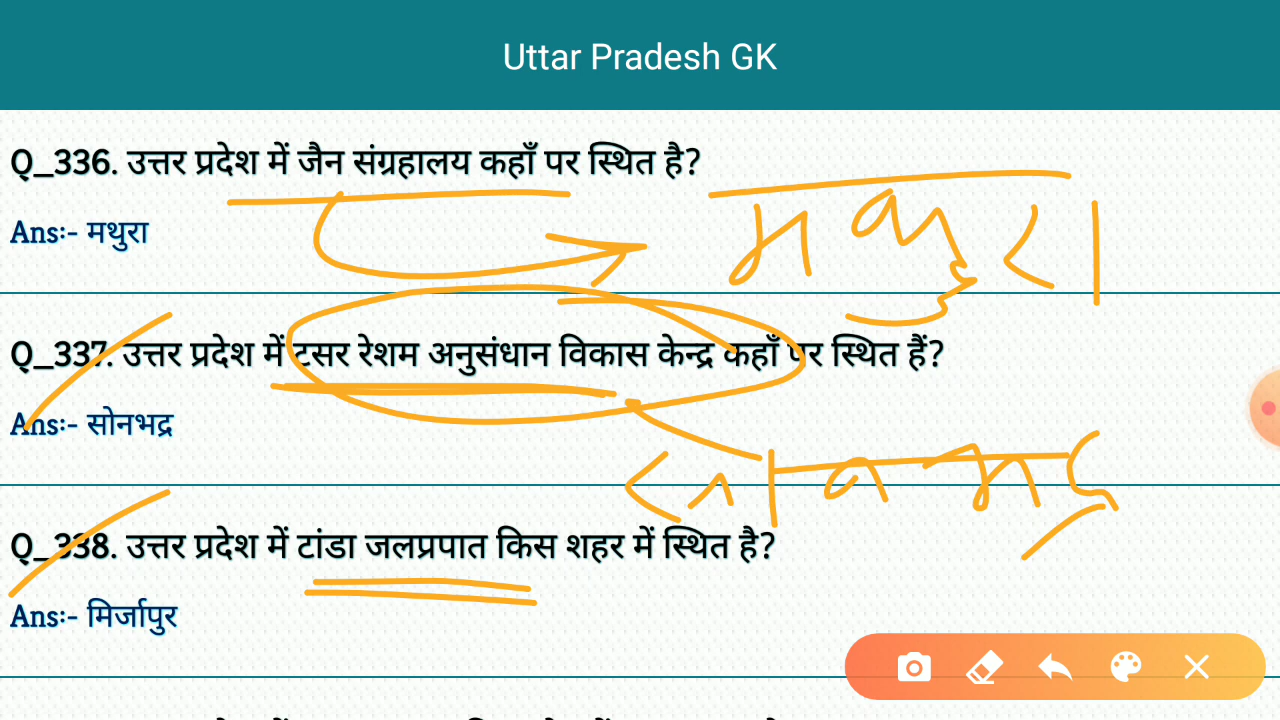 Uttar Pradesh GK
Q_336. उत्तर प्रदेश में जैन संग्रहालय कहाँ पर स्थित है?
Ans:- मथुरा
मथुरा
Q_337. उत्तर प्रदेश में टसर रेशम अनुसंधान विकास केन्द्र कहाँ पर स्थित हैं?
Ans:- सोनभद्र
Q_338. उत्तर प्रदेश में टांडा जलप्रपात किस शहर में स्थित है?
Ans:- मिर्जापुर